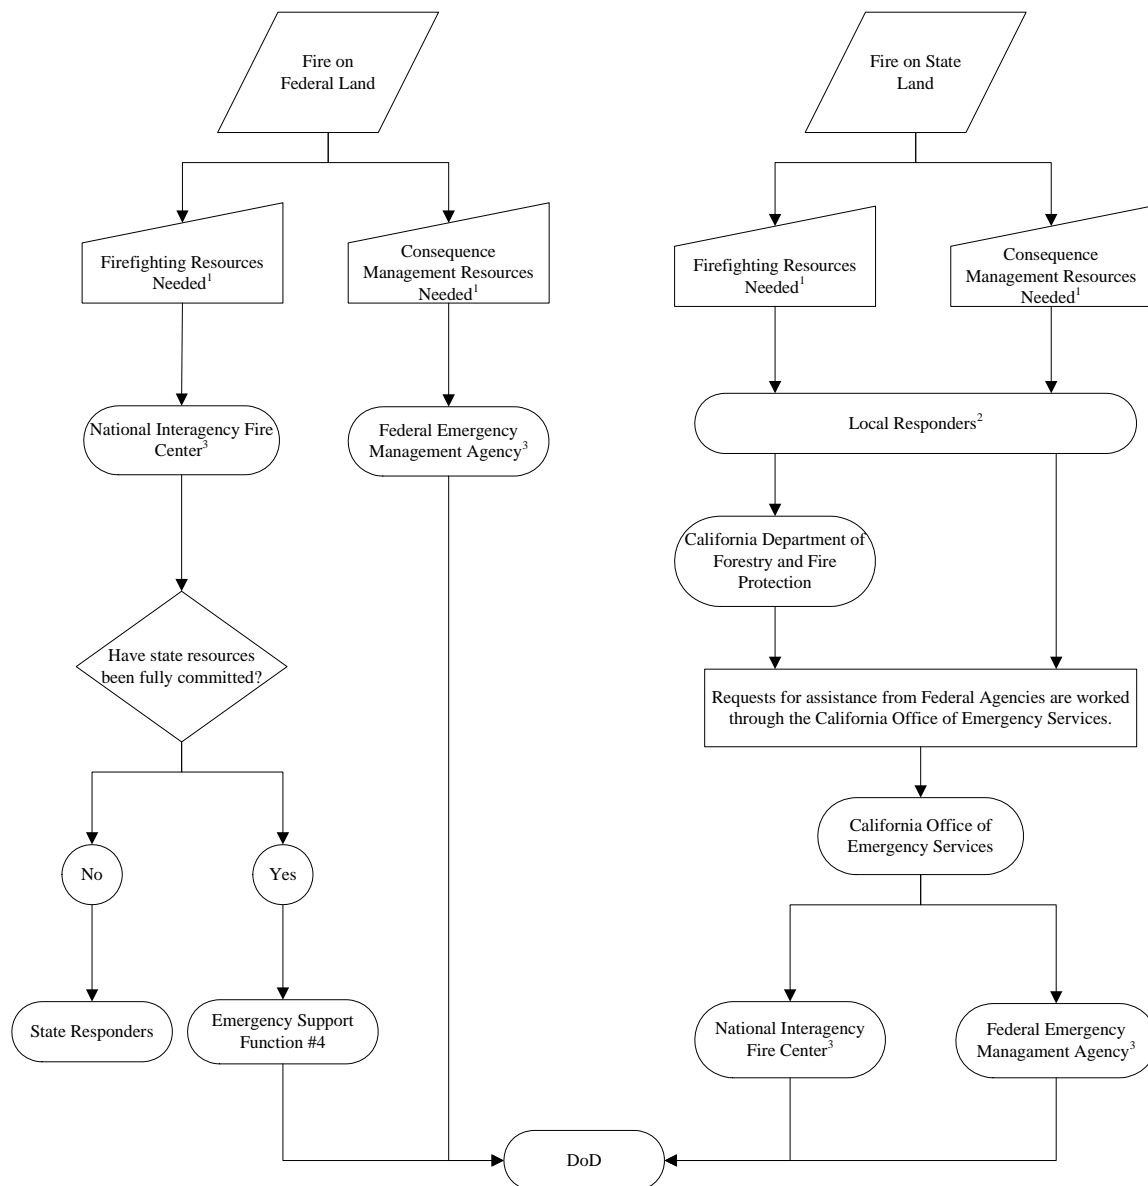 Fire on
Federal Land
Fire on State
Land
Firefighting Resources
Needed¹
Consequence
Management Resources
Needed¹
Firefighting Resources
Needed¹
Consequence
Management Resources
Needed¹
National Interagency Fire
Center³
Federal Emergency
Management Agency³
Local Responders²
California Department of
Forestry and Fire
Protection
Have state resources
been fully committed?
Requests for assistance from Federal Agencies are worked
through the California Office of Emergency Services.
California Office of
Emergency Services
No
Yes
State Responders
Emergency Support
Function #4
National Interagency
Fire Center³
Federal Emergency
Managament Agency³
DoD